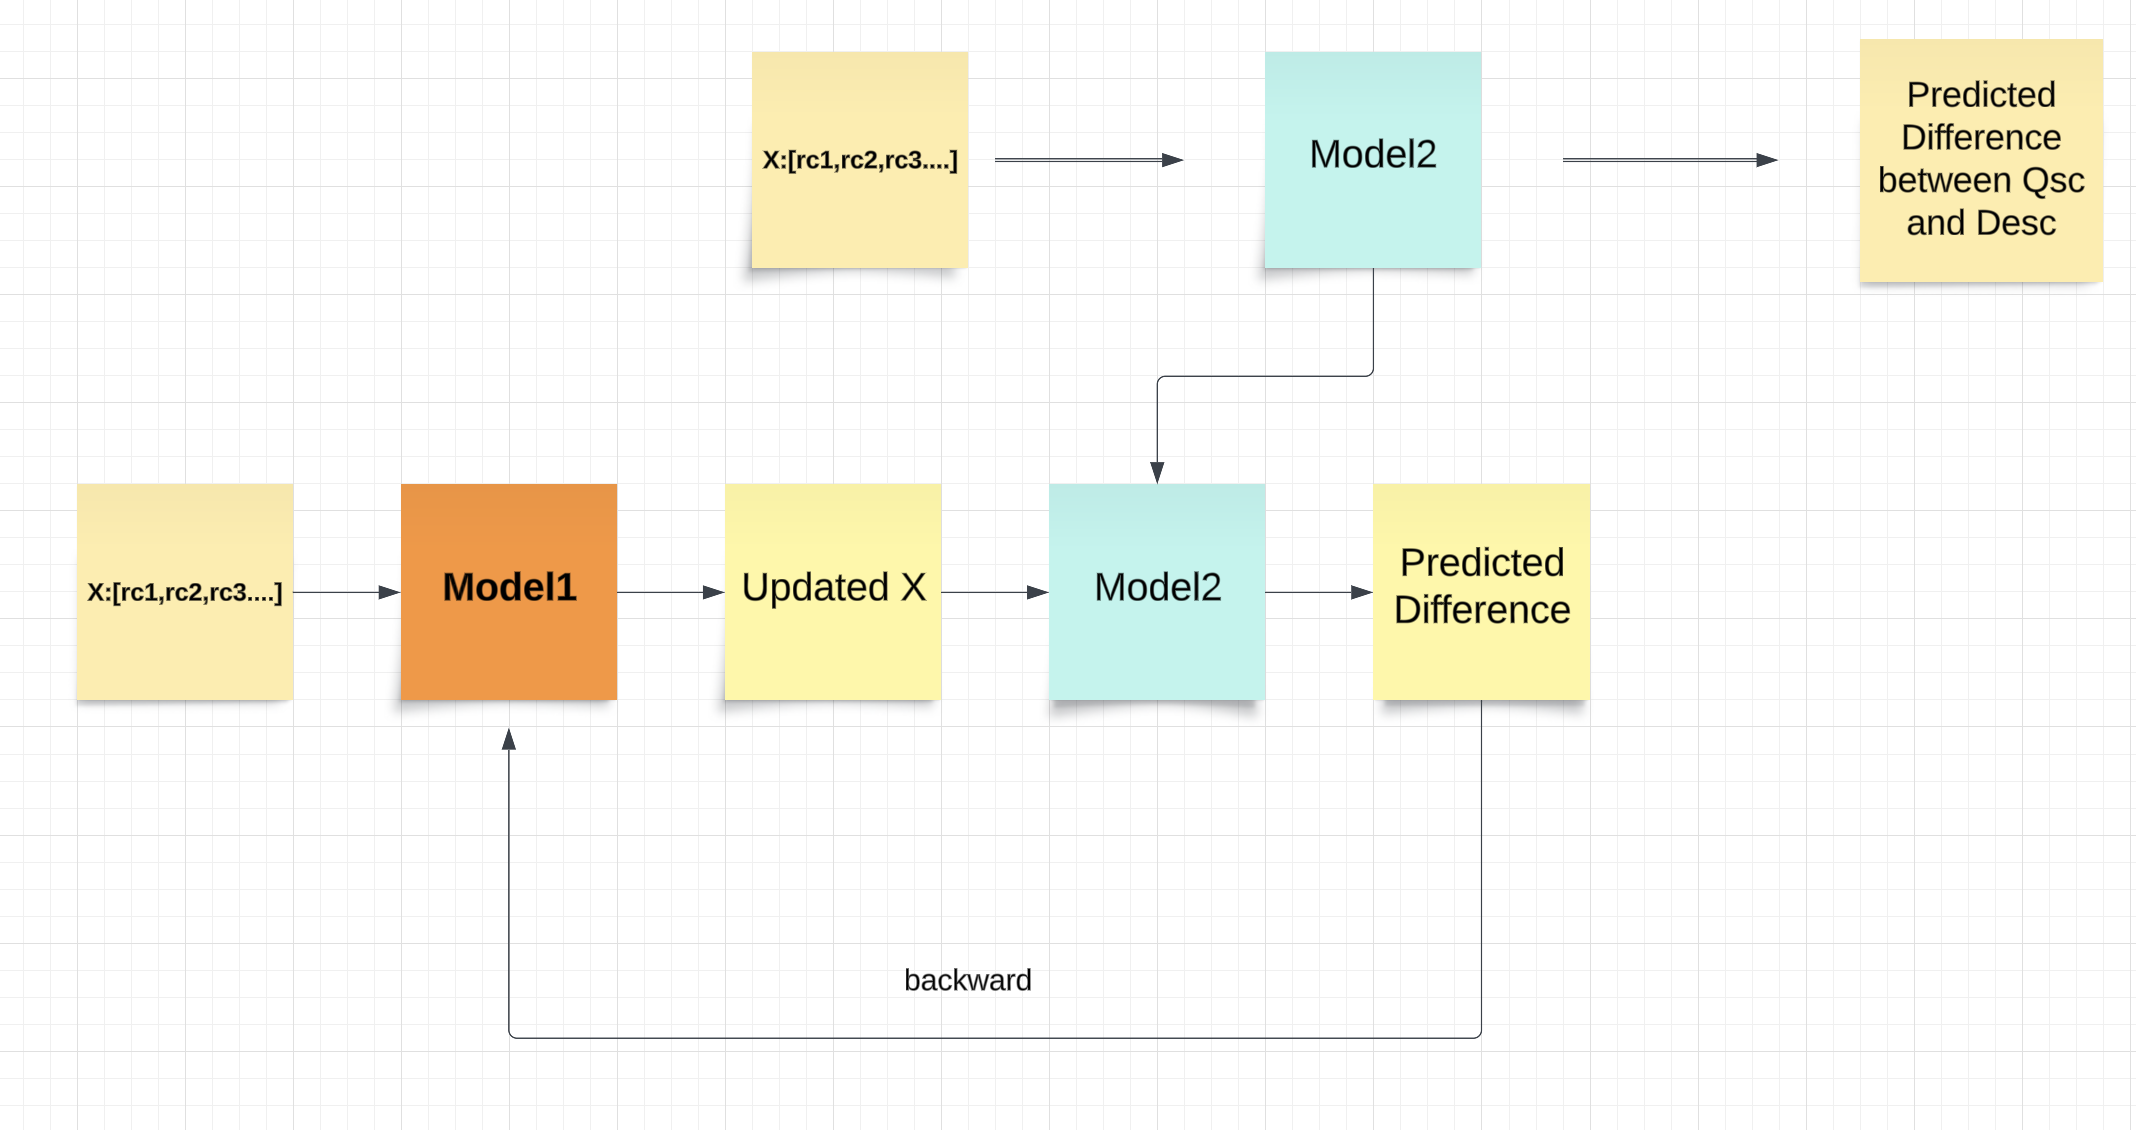 X:[rc1,rc2,rc3....]
Model2
Predicted
Difference
between Qsc
and Desc
X:[rc1,rc2,rc3....]
Model1
Updated X
Model2
Predicted
Difference
backward